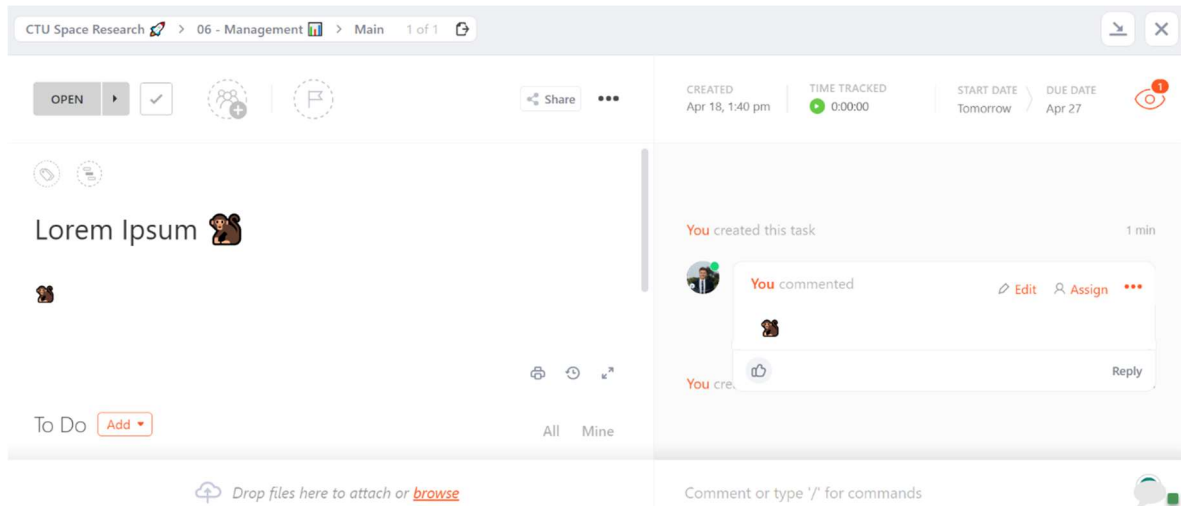 CTU Space Research 🚀 > 06 - Management 📊 > Main 1 of 1
OPEN
Share
CREATED
Apr 18, 1:40 pm
TIME TRACKED
0:00:00
START DATE
Tomorrow
DUE DATE
Apr 27
1
Lorem Ipsum 🐒
🐒
To Do Add
All Mine
Drop files here to attach or browse
You created this task 1 min
You commented
Edit Assign
🐒
Reply
You cre
Comment or type '/' for commands